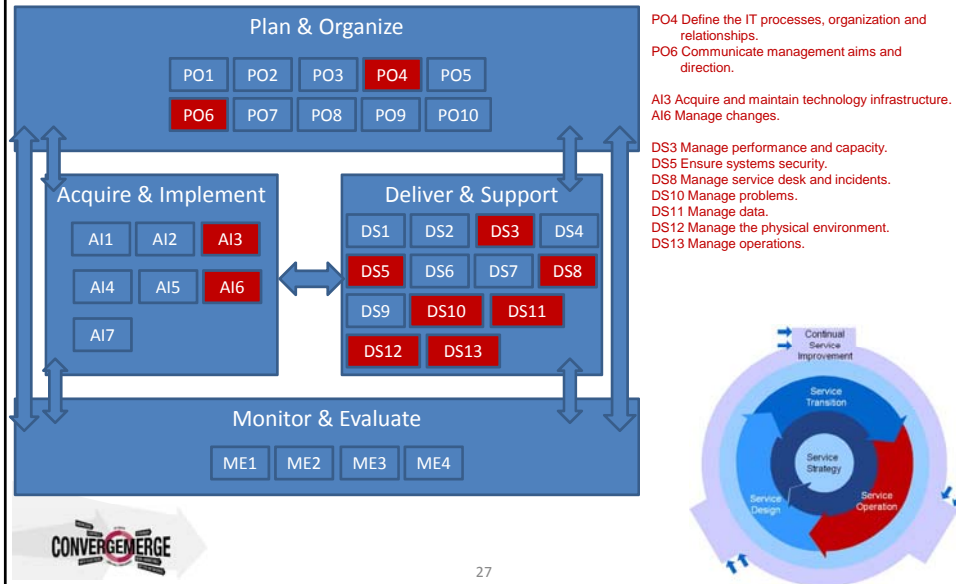 Plan & Organize
PO1 PO2 PO3 PO4 PO5
PO6 PO7 PO8 PO9 PO10
Acquire & Implement
AI1 AI2 AI3
AI4 AI5 AI6
AI7
Deliver & Support
DS1 DS2 DS3 DS4
DS5 DS6 DS7 DS8
DS9 DS10 DS11
DS12 DS13
Monitor & Evaluate
ME1 ME2 ME3 ME4
PO4 Define the IT processes, organization and
relationships.
PO6 Communicate management aims and
direction.
AI3 Acquire and maintain technology infrastructure.
AI6 Manage changes.
DS3 Manage performance and capacity.
DS5 Ensure systems security.
DS8 Manage service desk and incidents.
DS10 Manage problems.
DS11 Manage data.
DS12 Manage the physical environment.
DS13 Manage operations.
Continual
Service
Improvement
Service
Transition
Service
Strategy
Service
Design
Service
Operation
CONVERGEMERGE
27